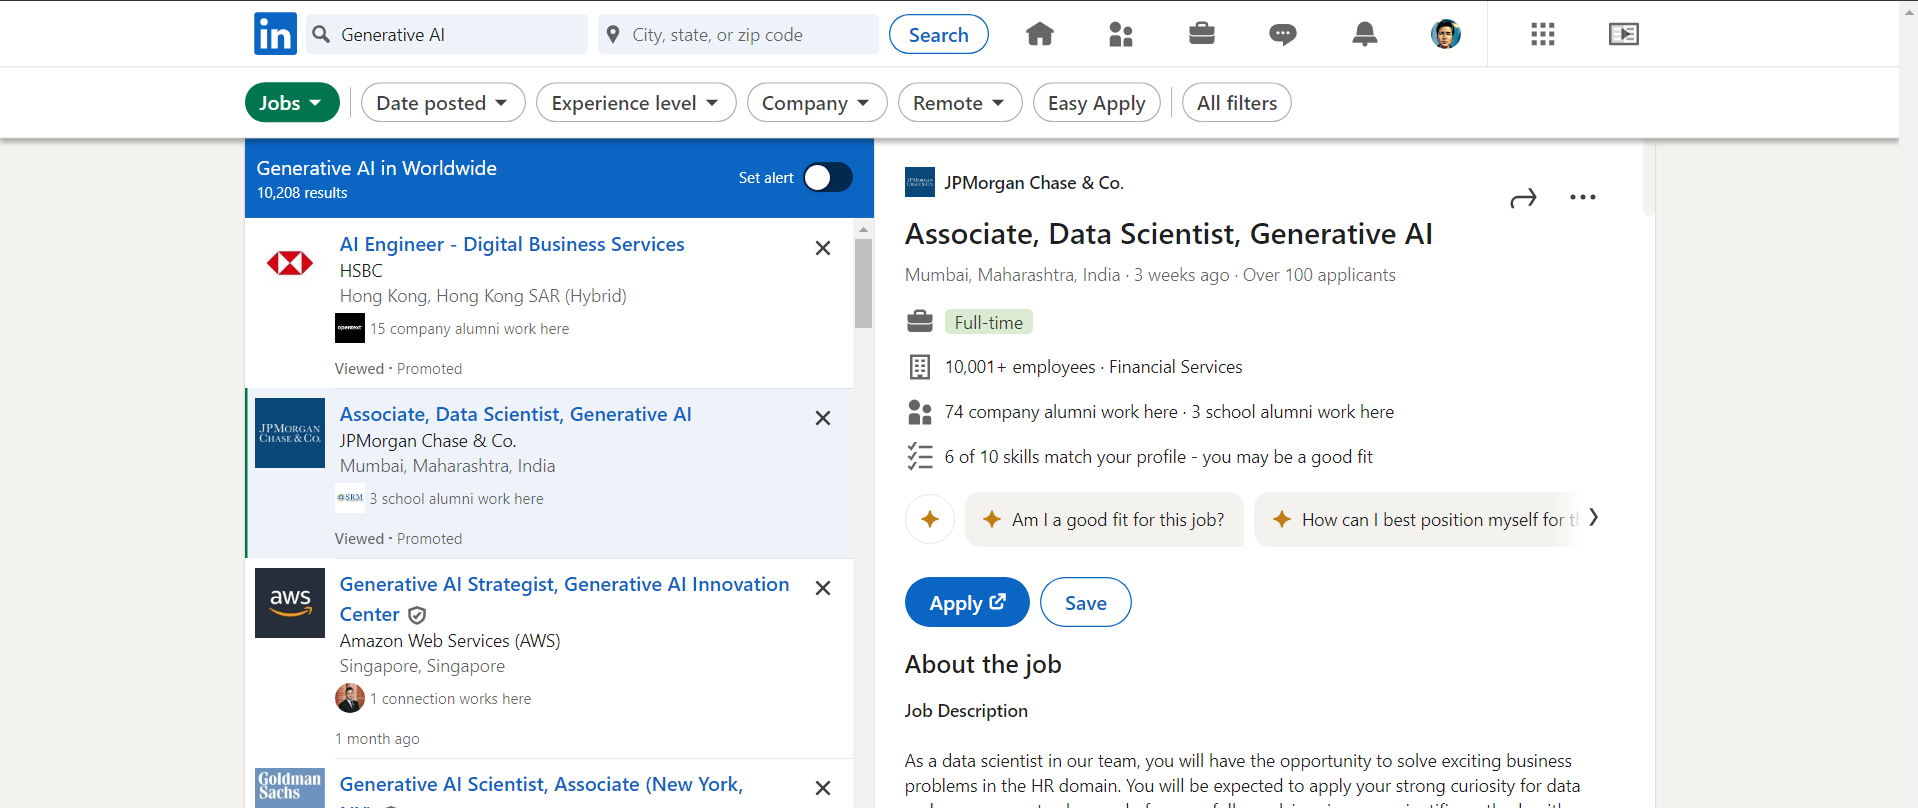 in
Generative AI
City, state, or zip code
Search
Jobs
Date posted
Experience level
Company
Remote
Easy Apply
All filters
Generative AI in Worldwide
10,208 results
Set alert
AI Engineer - Digital Business Services
HSBC
Hong Kong, Hong Kong SAR (Hybrid)
opentext
15 company alumni work here
Viewed · Promoted
JPMORGAN
CHASE & CO.
Associate, Data Scientist, Generative AI
JPMorgan Chase & Co.
Mumbai, Maharashtra, India
SRM
3 school alumni work here
Viewed · Promoted
aws
Generative AI Strategist, Generative AI Innovation
Center
Amazon Web Services (AWS)
Singapore, Singapore
1 connection works here
1 month ago
Goldman
Sachs
Generative AI Scientist, Associate (New York,
JPMORGAN
CHASE & CO.
JPMorgan Chase & Co.
Associate, Data Scientist, Generative AI
Mumbai, Maharashtra, India · 3 weeks ago · Over 100 applicants
Full-time
10,001+ employees · Financial Services
74 company alumni work here · 3 school alumni work here
6 of 10 skills match your profile - you may be a good fit
Am I a good fit for this job?
How can I best position myself for
Apply
Save
About the job
Job Description
As a data scientist in our team, you will have the opportunity to solve exciting business
problems in the HR domain. You will be expected to apply your strong curiosity for data